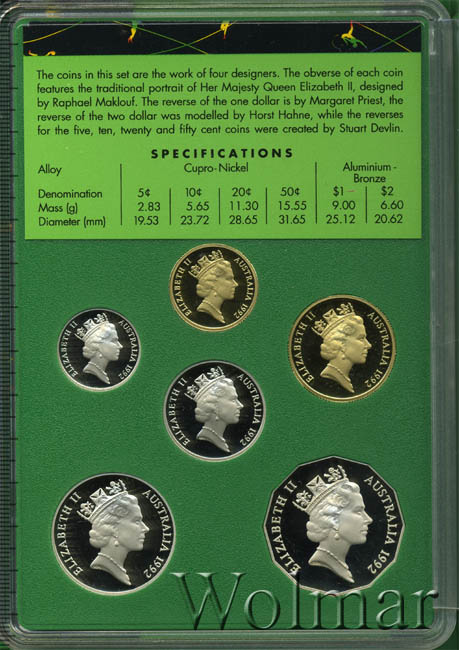 The coins in this set are the work of four designers. The obverse of each coin
features the traditional portrait of Her Majesty Queen Elizabeth II, designed
by Raphael Maklouf. The reverse of the one dollar is by Margaret Priest, the
reverse of the two dollar was modelled by Horst Hahne, while the reverses
for the five, ten, twenty and fifty cent coins were created by Stuart Devlin.
SPECIFICATIONS
Alloy Cupro-Nickel Aluminium-
Bronze
Denomination 5¢ 10¢ 20¢ 50¢ $1 $2
Mass (g) 2.83 5.65 11.30 15.55 9.00 6.60
Diameter (mm) 19.53 23.72 28.65 31.65 25.12 20.62
ELIZABETH II AUSTRALIA 1992
ELIZABETH II AUSTRALIA 1992
ELIZABETH II AUSTRALIA 1992
ELIZABETH II AUSTRALIA 1992
ELIZABETH II AUSTRALIA 1992
ELIZABETH II AUSTRALIA 1992
Wolmar